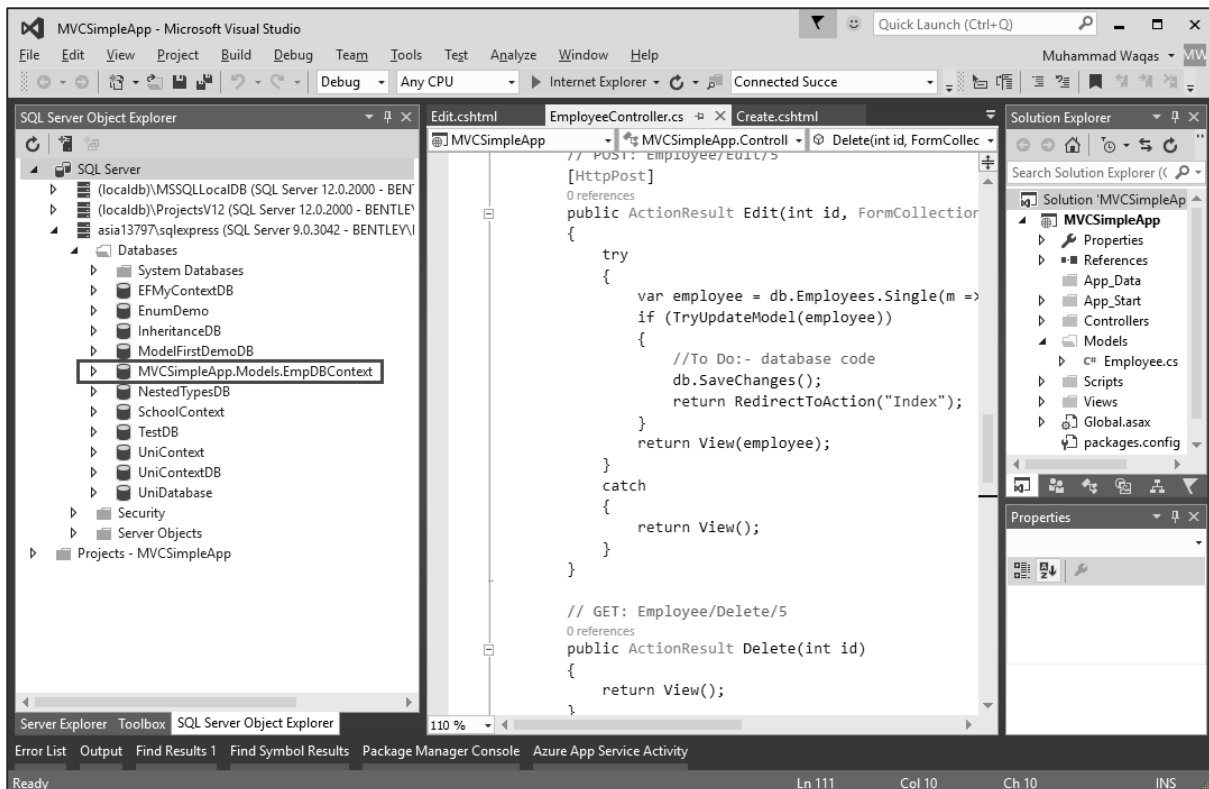 MVCSimpleApp - Microsoft Visual Studio
Quick Launch (Ctrl+Q)
File Edit View Project Build Debug Team Tools Test Analyze Window Help
Muhammad Waqas MW
Debug Any CPU Internet Explorer Connected Succe
SQL Server Object Explorer
SQL Server
(localdb)\MSSQLLocalDB (SQL Server 12.0.2000 - BENT
(localdb)\ProjectsV12 (SQL Server 12.0.2000 - BENTLEY
asia13797\sqlexpress (SQL Server 9.0.3042 - BENTLEY\
Databases
System Databases
EFMyContextDB
EnumDemo
InheritanceDB
ModelFirstDemoDB
MVCSimpleApp.Models.EmpDBContext
NestedTypesDB
SchoolContext
TestDB
UniContext
UniContextDB
UniDatabase
Security
Server Objects
Projects - MVCSimpleApp
Server Explorer Toolbox SQL Server Object Explorer
Edit.cshtml EmployeeController.cs Create.cshtml
MVCSimpleApp MVCSimpleApp.Controll Delete(int id, FormCollec
// POST: Employee/Edit/5
[HttpPost]
0 references
public ActionResult Edit(int id, FormCollection
{
try
{
var employee = db.Employees.Single(m =>
if (TryUpdateModel(employee))
{
//To Do:- database code
db.SaveChanges();
return RedirectToAction("Index");
}
return View(employee);
}
catch
{
return View();
}
}
// GET: Employee/Delete/5
0 references
public ActionResult Delete(int id)
{
return View();
}
110 %
Solution Explorer
Search Solution Explorer (
Solution 'MVCSimpleAp
MVCSimpleApp
Properties
References
App_Data
App_Start
Controllers
Models
C# Employee.cs
Scripts
Views
Global.asax
packages.config
Properties
Error List Output Find Results 1 Find Symbol Results Package Manager Console Azure App Service Activity
Ready Ln 111 Col 10 Ch 10 INS